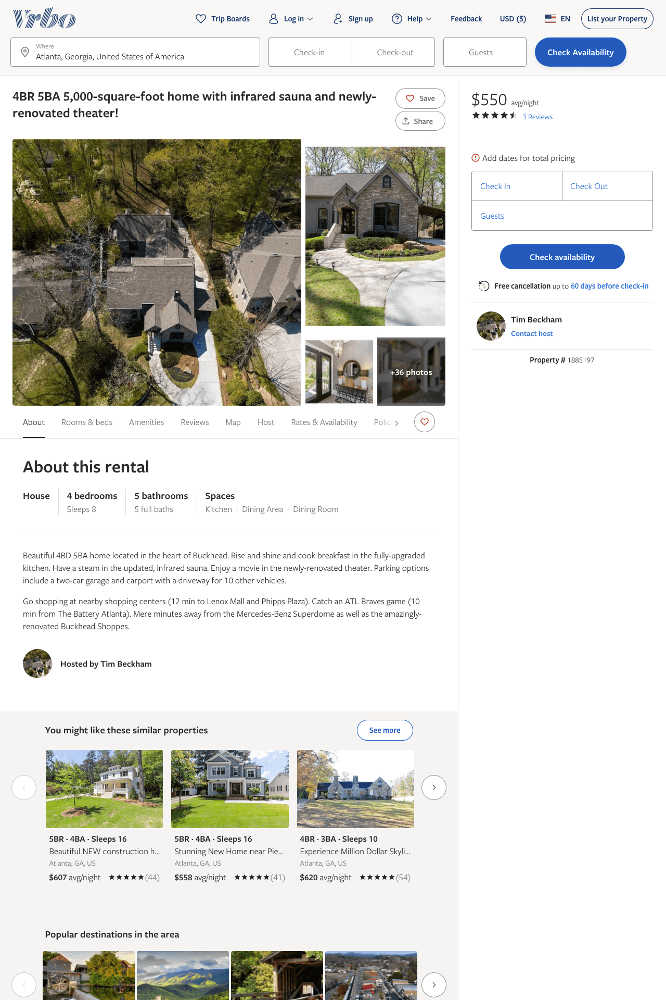 Vrbo
Trip Boards
Log in
Sign up
Help
Feedback
USD ($)
EN
List your Property
Where
Atlanta, Georgia, United States of America
Check-in
Check-out
Guests
Check Availability
4BR 5BA 5,000-square-foot home with infrared sauna and newly-
renovated theater!
Save
Share
+36 photos
$550 avg/night
3 Reviews
Add dates for total pricing
Check In
Check Out
Guests
Check availability
Free cancellation up to 60 days before check-in
Tim Beckham
Contact host
Property # 1885197
About
Rooms & beds
Amenities
Reviews
Map
Host
Rates & Availability
Polici
About this rental
House
4 bedrooms
Sleeps 8
5 bathrooms
5 full baths
Spaces
Kitchen · Dining Area · Dining Room
Beautiful 4BD 5BA home located in the heart of Buckhead. Rise and shine and cook breakfast in the fully-upgraded
kitchen. Have a steam in the updated, infrared sauna. Enjoy a movie in the newly-renovated theater. Parking options
include a two-car garage and carport with a driveway for 10 other vehicles.
Go shopping at nearby shopping centers (12 min to Lenox Mall and Phipps Plaza). Catch an ATL Braves game (10
min from The Battery Atlanta). Mere minutes away from the Mercedes-Benz Superdome as well as the amazingly-
renovated Buckhead Shoppes.
Hosted by Tim Beckham
You might like these similar properties
See more
5BR · 4BA · Sleeps 16
Beautiful NEW construction h...
Atlanta, GA, US
$607 avg/night
(44)
5BR · 4BA · Sleeps 16
Stunning New Home near Pie...
Atlanta, GA, US
$558 avg/night
(41)
4BR · 3BA · Sleeps 10
Experience Million Dollar Skyli...
Atlanta, GA, US
$620 avg/night
(54)
Popular destinations in the area